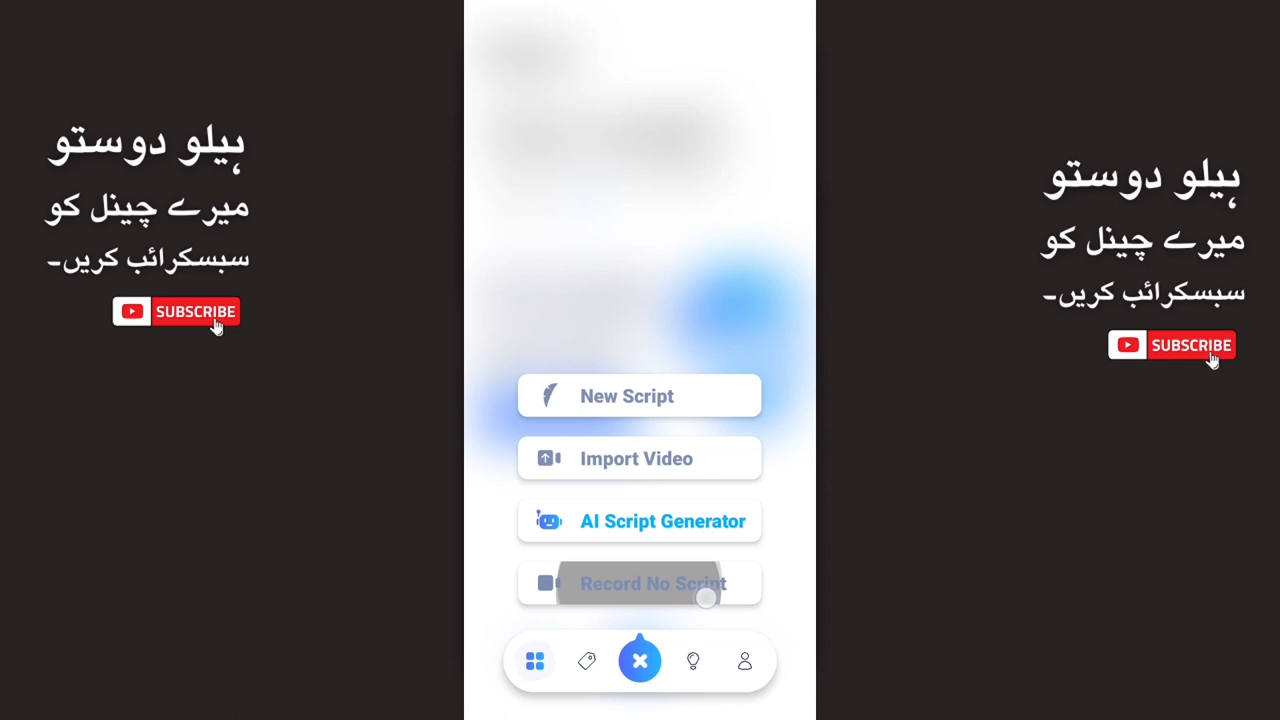 ہیلو دوستو
میرے چینل کو
سبسکرائب کریں۔
SUBSCRIBE
New Script
Import Video
AI Script Generator
Record No Script
ہیلو دوستو
میرے چینل کو
سبسکرائب کریں۔
SUBSCRIBE